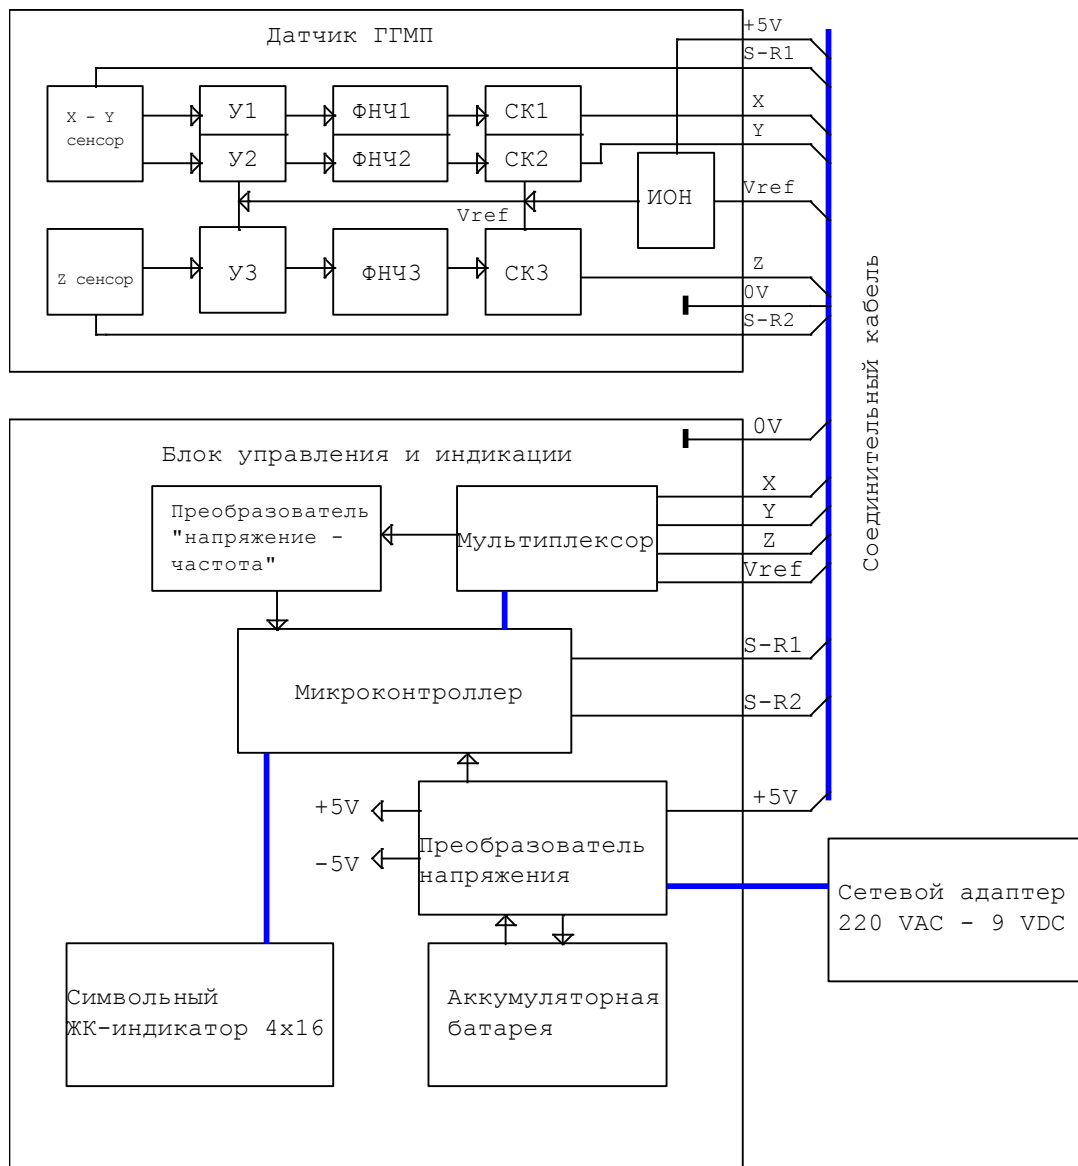 Датчик ГГМП
+5V
S-R1
X - Y
сенсор
У1
ФНЧ1
СК1
X
У2
ФНЧ2
СК2
Y
ИОН
Vref
Vref
Z сенсор
У3
ФНЧ3
СК3
Z
0V
S-R2
Соединительный кабель
0V
Блок управления и индикации
X
Преобразователь
"напряжение -
частота"
Мультиплексор
Y
Z
Vref
S-R1
Микроконтроллер
S-R2
+5V
+5V
-5V
Преобразователь
напряжения
Сетевой адаптер
220 VAC - 9 VDC
Символьный
ЖК-индикатор 4x16
Аккумуляторная
батарея